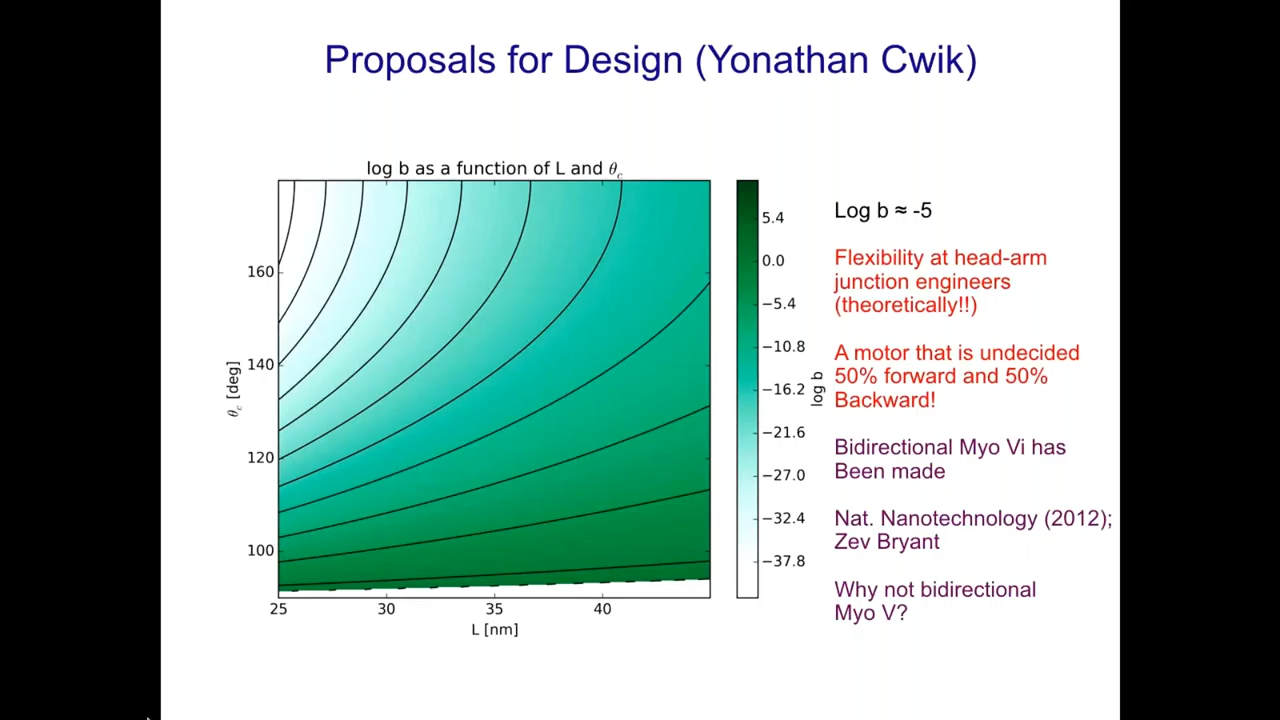 Proposals for Design (Yonathan Cwik)
log b as a function of L and θc
160
140
120
100
25 30 35 40
θc [deg]
L [nm]
5.4
0.0
−5.4
−10.8
−16.2
−21.6
−27.0
−32.4
−37.8
log b
Log b ≈ -5
Flexibility at head-arm
junction engineers
(theoretically!!)
A motor that is undecided
50% forward and 50%
Backward!
Bidirectional Myo Vi has
Been made
Nat. Nanotechnology (2012);
Zev Bryant
Why not bidirectional
Myo V?